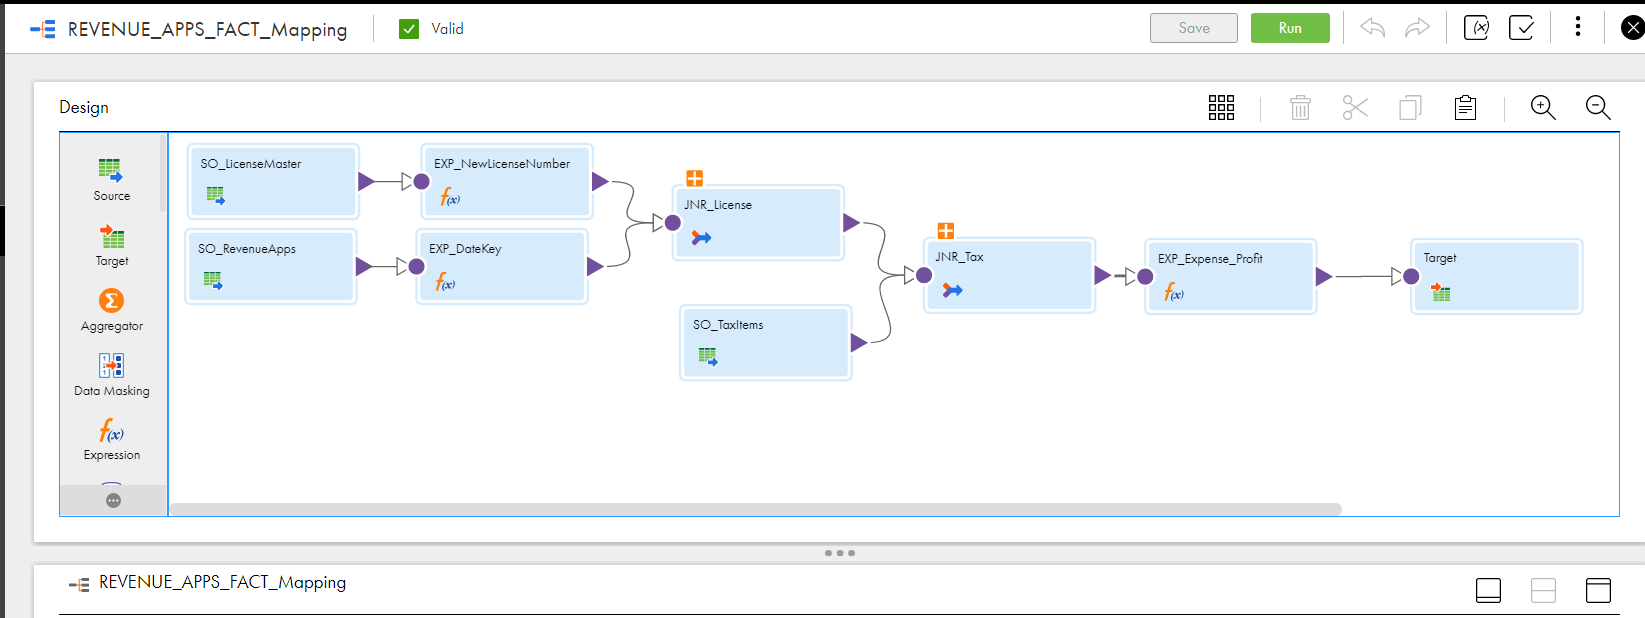 REVENUE_APPS_FACT_Mapping
Valid
Save
Run
(x)
Design
Source
Target
Aggregator
Data Masking
Expression
SO_LicenseMaster
EXP_NewLicenseNumber
f(x)
SO_RevenueApps
EXP_DateKey
f(x)
JNR_License
SO_TaxItems
JNR_Tax
EXP_Expense_Profit
f(x)
Target
REVENUE_APPS_FACT_Mapping